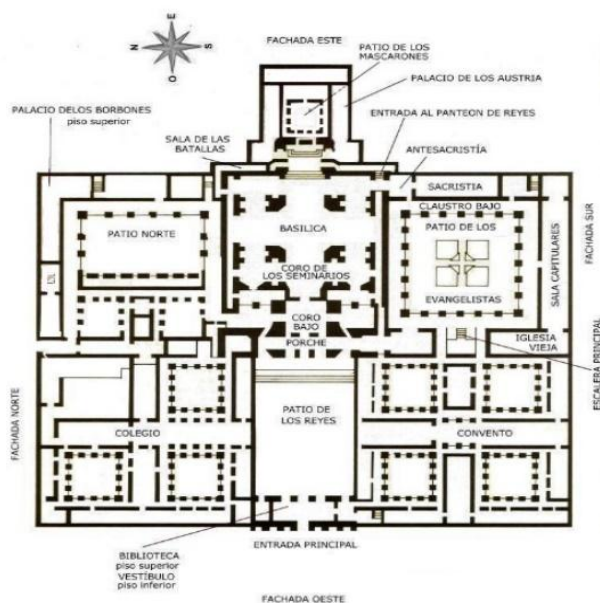 E
N
S
O
FACHADA ESTE
PATIO DE LOS
MASCARONES
PALACIO DE LOS AUSTRIA
PALACIO DELOS BORBONES
piso superior
ENTRADA AL PANTEON DE REYES
SALA DE LAS
BATALLAS
ANTESACRISTÍA
SACRISTIA
CLAUSTRO BAJO
PATIO NORTE
BASILICA
PATIO DE LOS
EVANGELISTAS
SALA CAPITULARES
FACHADA SUR
CORO DE
LOS SEMINARIOS
CORO
BAJO
PORCHE
IGLESIA
VIEJA
ESCALERA PRINCIPAL
FACHADA NORTE
PATIO DE
LOS REYES
COLEGIO
CONVENTO
BIBLIOTECA
piso superior
VESTÍBULO
piso inferior
ENTRADA PRINCIPAL
FACHADA OESTE